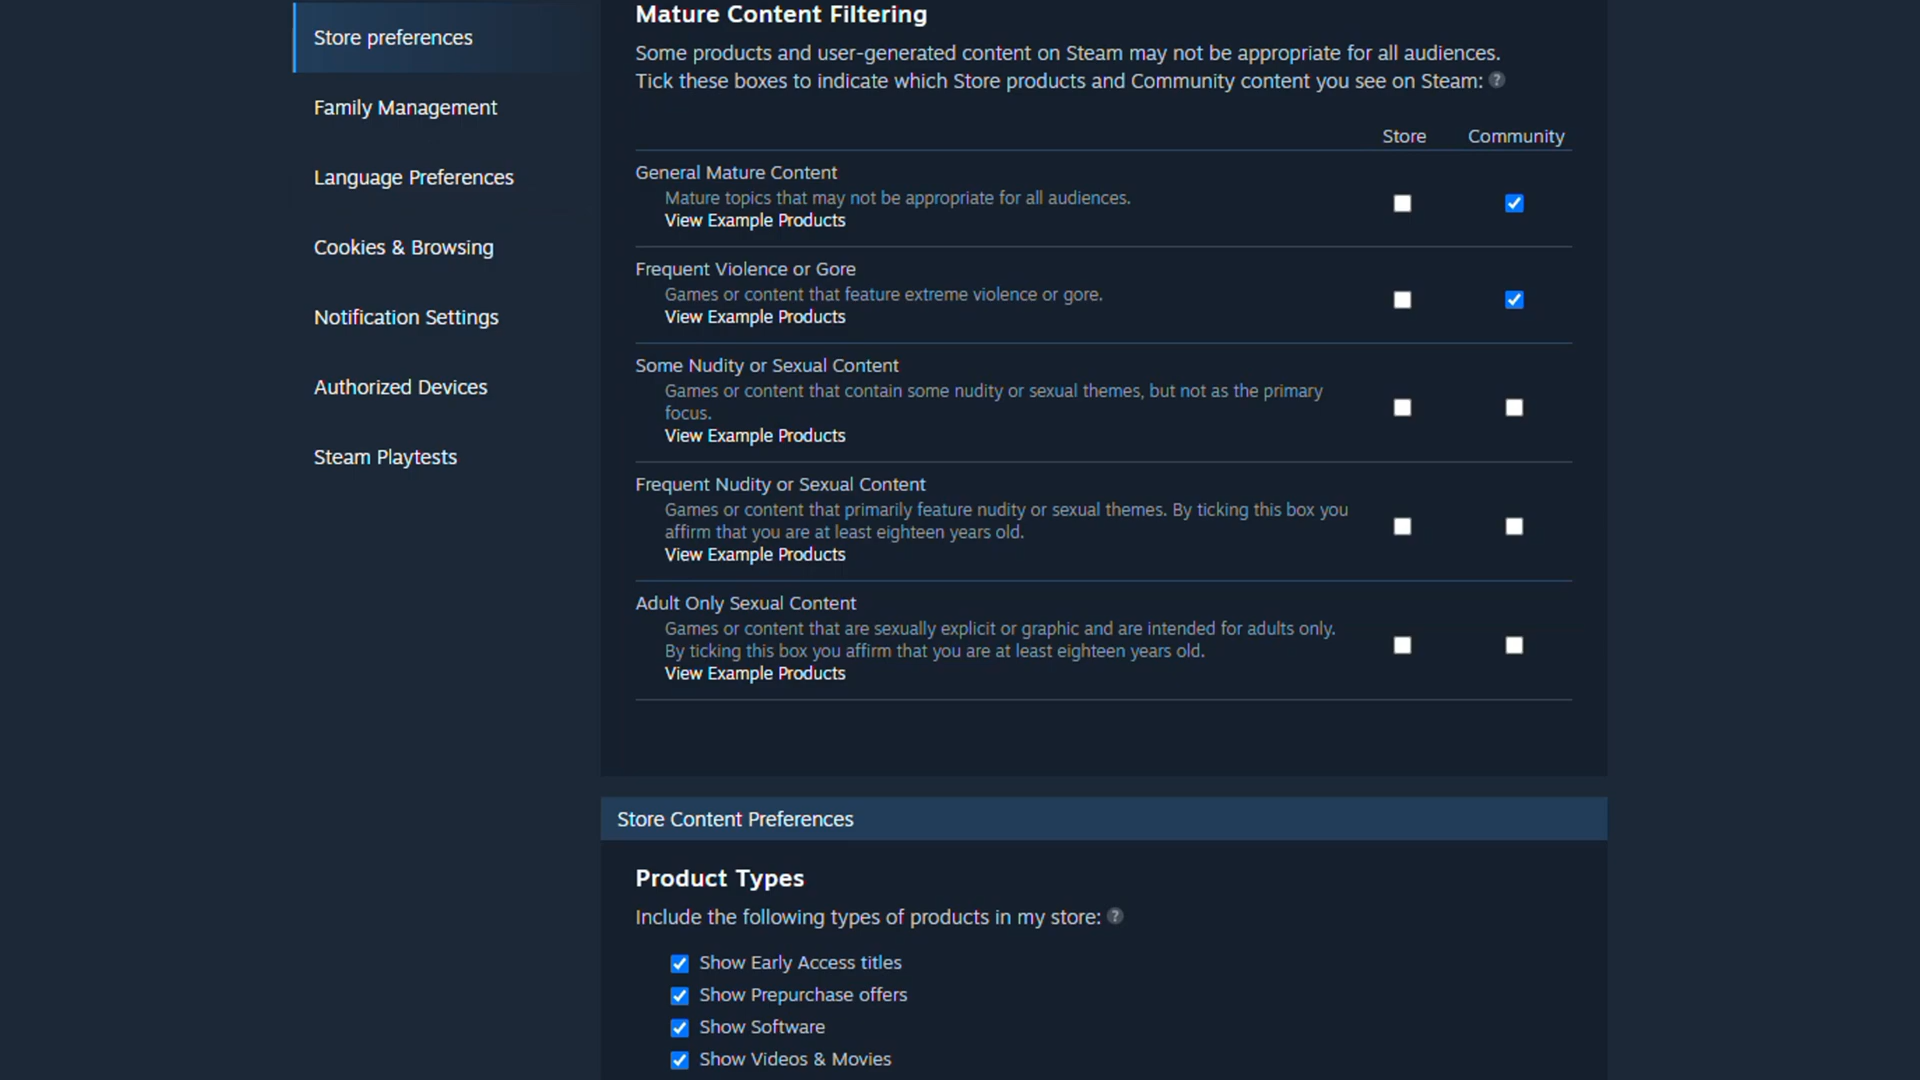 Store preferences
Family Management
Language Preferences
Cookies & Browsing
Notification Settings
Authorized Devices
Steam Playtests
Mature Content Filtering
Some products and user-generated content on Steam may not be appropriate for all audiences.
Tick these boxes to indicate which Store products and Community content you see on Steam: ?
Store Community
General Mature Content
Mature topics that may not be appropriate for all audiences.
View Example Products
Frequent Violence or Gore
Games or content that feature extreme violence or gore.
View Example Products
Some Nudity or Sexual Content
Games or content that contain some nudity or sexual themes, but not as the primary
focus.
View Example Products
Frequent Nudity or Sexual Content
Games or content that primarily feature nudity or sexual themes. By ticking this box you
affirm that you are at least eighteen years old.
View Example Products
Adult Only Sexual Content
Games or content that are sexually explicit or graphic and are intended for adults only.
By ticking this box you affirm that you are at least eighteen years old.
View Example Products
Store Content Preferences
Product Types
Include the following types of products in my store: ?
Show Early Access titles
Show Prepurchase offers
Show Software
Show Videos & Movies